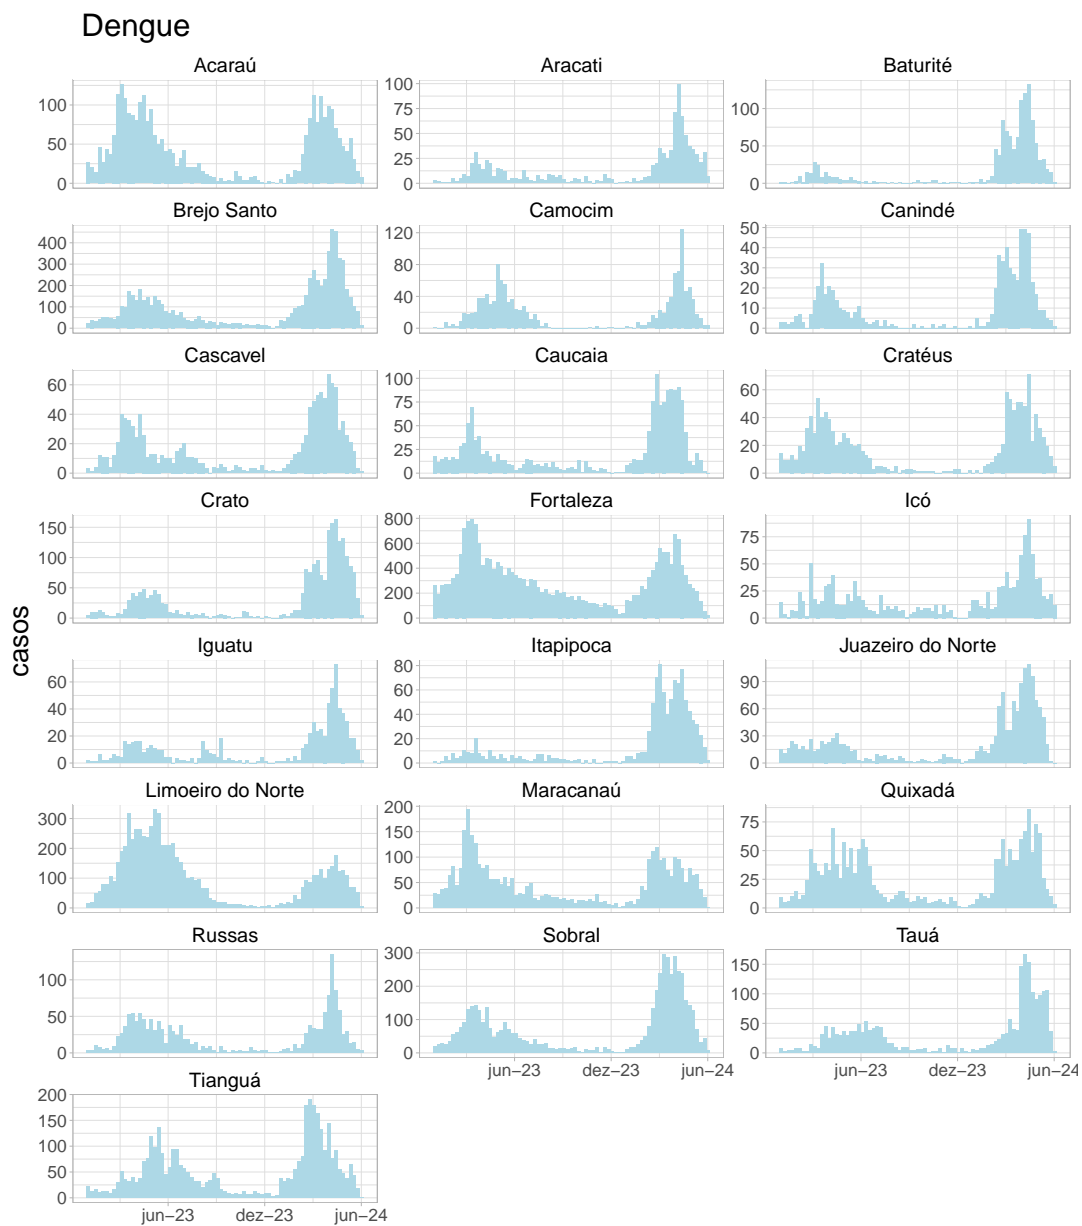 Dengue
Acaraú Aracati Baturité
100 50 0
100 75 50 25 0
100 50 0
Brejo Santo Camocim Canindé
400 300 200 100 0
120 80 40 0
50 40 30 20 10 0
Cascavel Caucaia Cratéus
60 40 20 0
100 75 50 25 0
60 40 20 0
Crato Fortaleza Icó
150 100 50 0
800 600 400 200 0
75 50 25 0
casos
Iguatu Itapipoca Juazeiro do Norte
60 40 20 0
80 60 40 20 0
90 60 30 0
Limoeiro do Norte Maracanaú Quixadá
300 200 100 0
200 150 100 50 0
75 50 25 0
Russas Sobral Tauá
100 50 0
300 200 100 0
150 100 50 0
jun−23 dez−23 jun−24 jun−23 dez−23 jun−24
Tianguá
200 150 100 50 0
jun−23 dez−23 jun−24